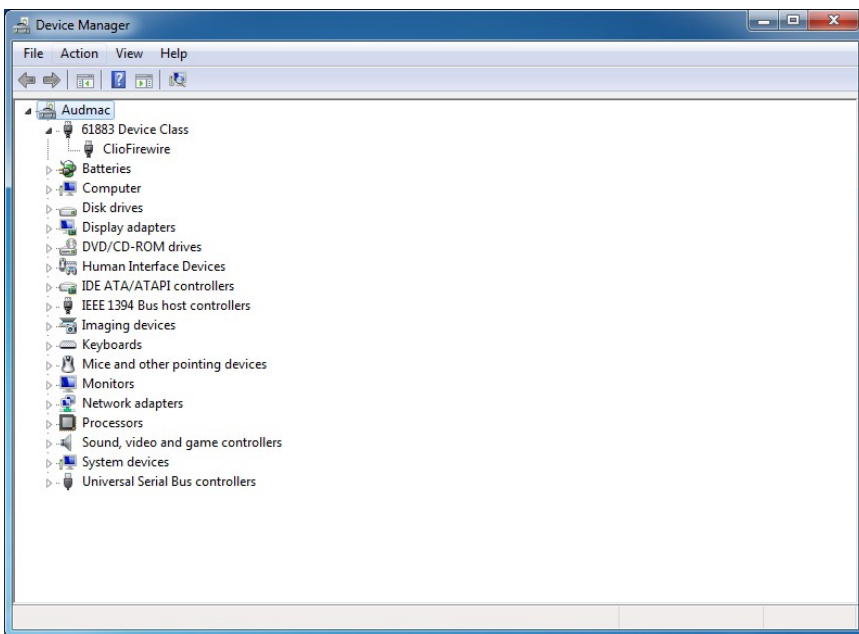 Device Manager
File Action View Help
Audmac
61883 Device Class
ClioFirewire
Batteries
Computer
Disk drives
Display adapters
DVD/CD-ROM drives
Human Interface Devices
IDE ATA/ATAPI controllers
IEEE 1394 Bus host controllers
Imaging devices
Keyboards
Mice and other pointing devices
Monitors
Network adapters
Processors
Sound, video and game controllers
System devices
Universal Serial Bus controllers